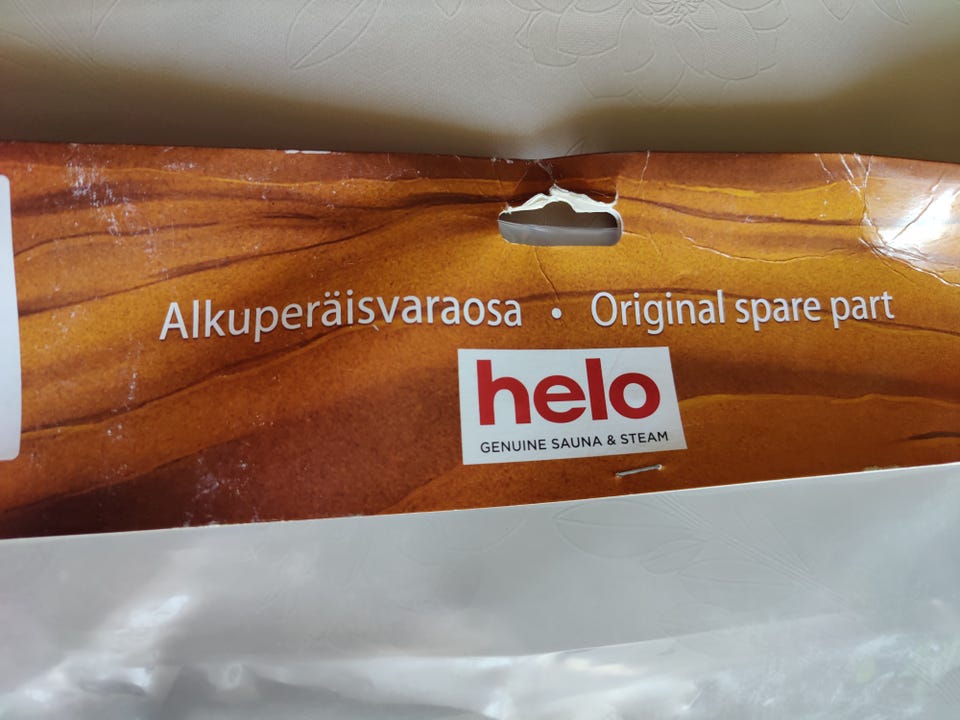 Alkuperäisvaraosa • Original spare part
helo
GENUINE SAUNA & STEAM